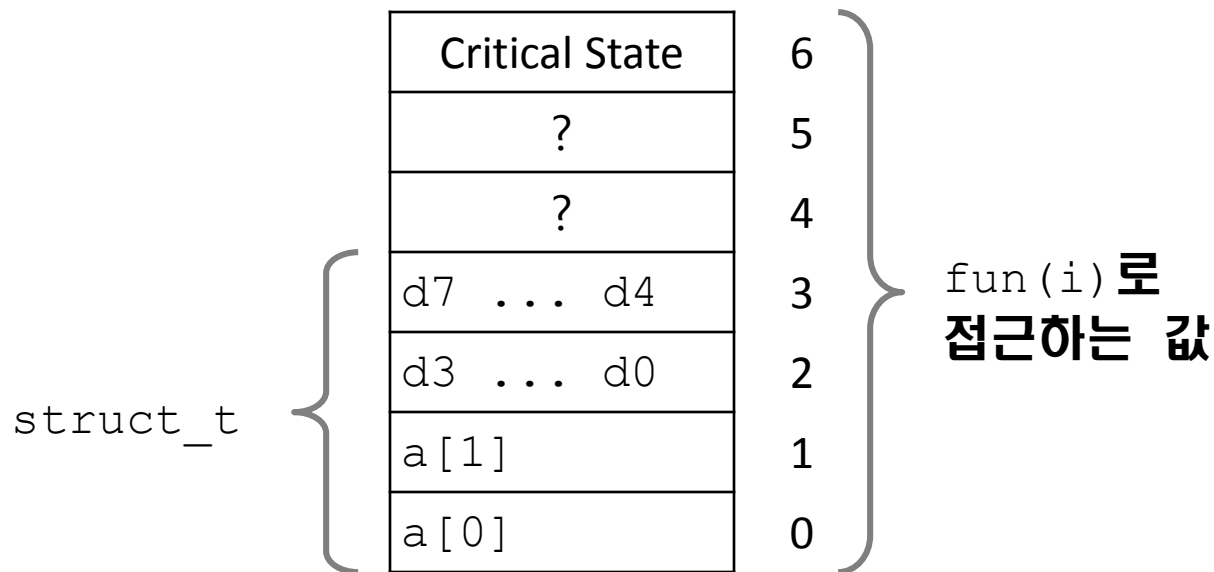 Critical State 6
? 5
? 4
d7 ... d4 3
d3 ... d0 2
a[1] 1
a[0] 0
struct_t
fun(i)로
접근하는 값